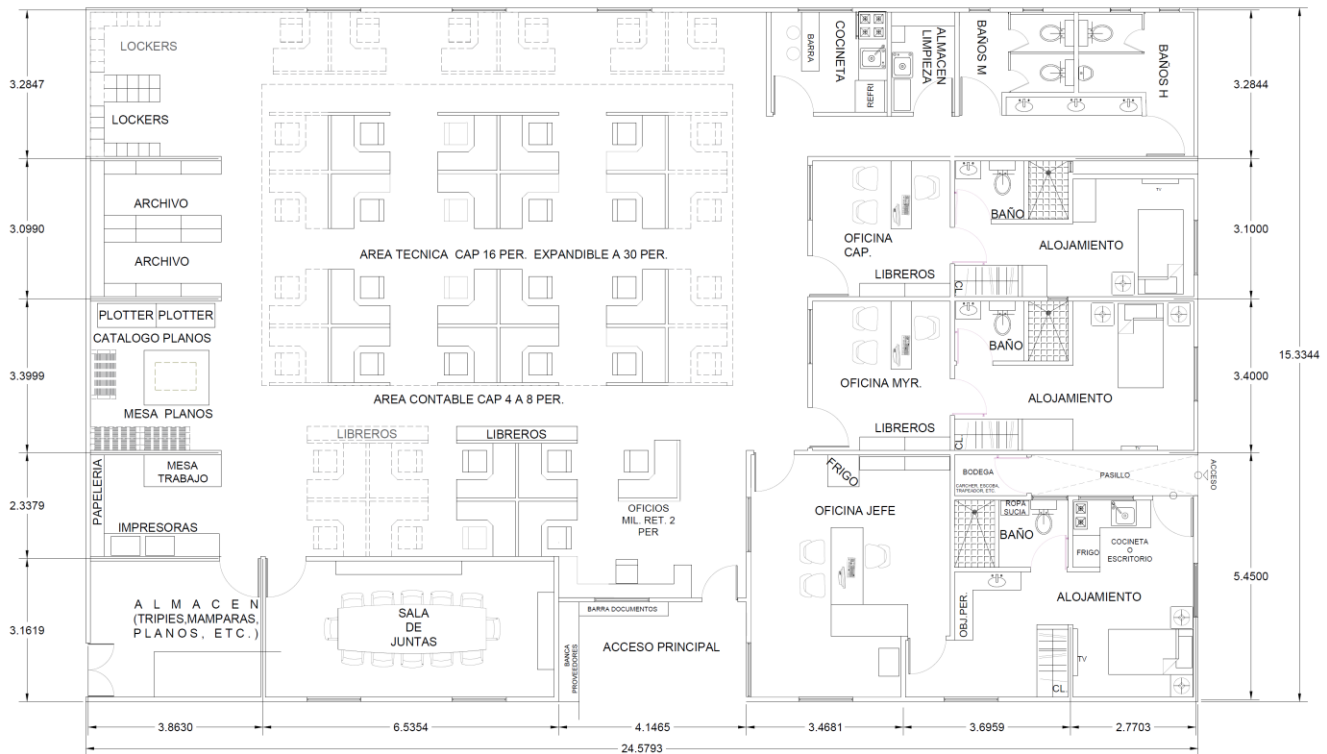 LOCKERS
LOCKERS
ARCHIVO
ARCHIVO
PLOTTER
PLOTTER
CATALOGO PLANOS
MESA PLANOS
PAPELERIA
MESA
TRABAJO
IMPRESORAS
A L M A C E N
(TRIPIES,MAMPARAS,
PLANOS, ETC.)
AREA TECNICA CAP 16 PER. EXPANDIBLE A 30 PER.
AREA CONTABLE CAP 4 A 8 PER.
LIBREROS
LIBREROS
OFICIOS
MIL. RET. 2
PER
SALA
DE
JUNTAS
BARRA DOCUMENTOS
BANCA
PROVEEDORES
ACCESO PRINCIPAL
BARRA
COCINETA
REFRI
ALMACEN
LIMPIEZA
BAÑOS M
BAÑOS H
OFICINA
CAP.
LIBREROS
BAÑO
CL
TV
ALOJAMIENTO
OFICINA MYR.
LIBREROS
BAÑO
CL
ALOJAMIENTO
TV
FRIGO
OFICINA JEFE
BODEGA
CARCHER, ESCOBA,
TRAPEADOR, ETC.
PASILLO
ACCESO
ROPA
SUCIA
BAÑO
FRIGO
COCINETA
O
ESCRITORIO
OBJ.PER.
ALOJAMIENTO
TV
CL
3.2847
3.0990
3.3999
2.3379
3.1619
3.2844
3.1000
3.4000
5.4500
15.3344
3.8630
6.5354
4.1465
3.4681
3.6959
2.7703
24.5793